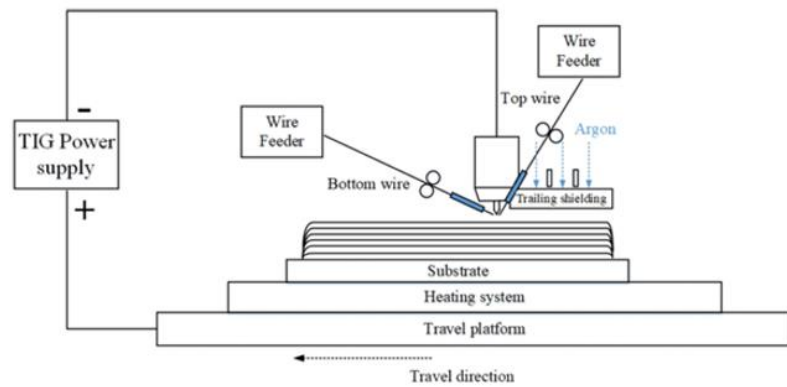 Wire
Feeder
Top wire
-
Argon
TIG Power
supply
Wire
Feeder
Bottom wire
+
Trailing shielding
Substrate
Heating system
Travel platform
Travel direction